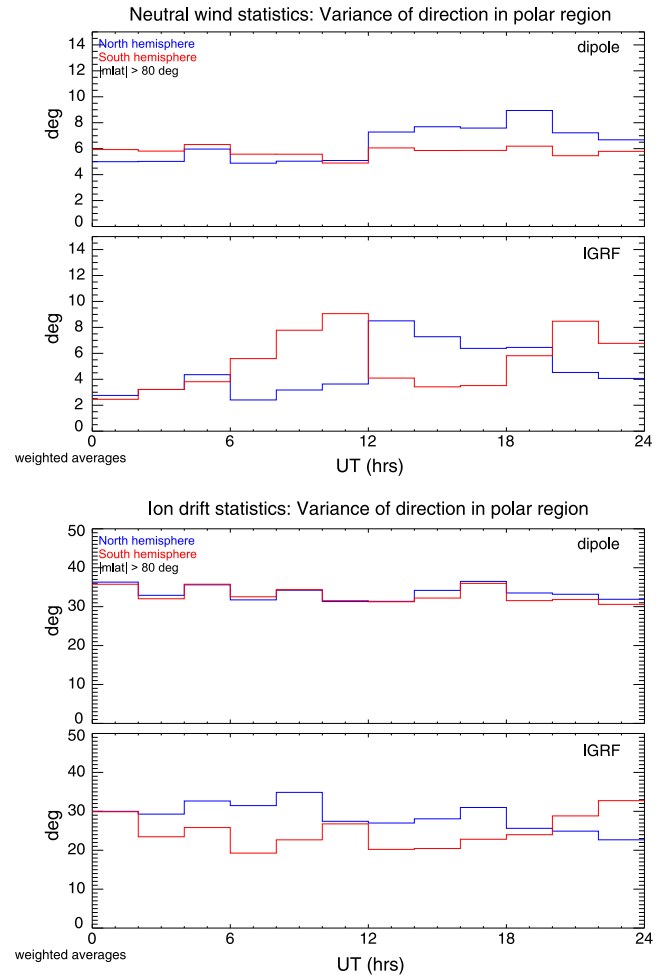 Neutral wind statistics: Variance of direction in polar region
14
12
10
8
6
4
2
0
deg
North hemisphere
South hemisphere
|mlat| > 80 deg
dipole
14
12
10
8
6
4
2
0
deg
IGRF
0
6
12
18
24
weighted averages
UT (hrs)
Ion drift statistics: Variance of direction in polar region
50
40
30
20
10
0
deg
North hemisphere
South hemisphere
|mlat| > 80 deg
dipole
50
40
30
20
10
0
deg
IGRF
0
6
12
18
24
weighted averages
UT (hrs)